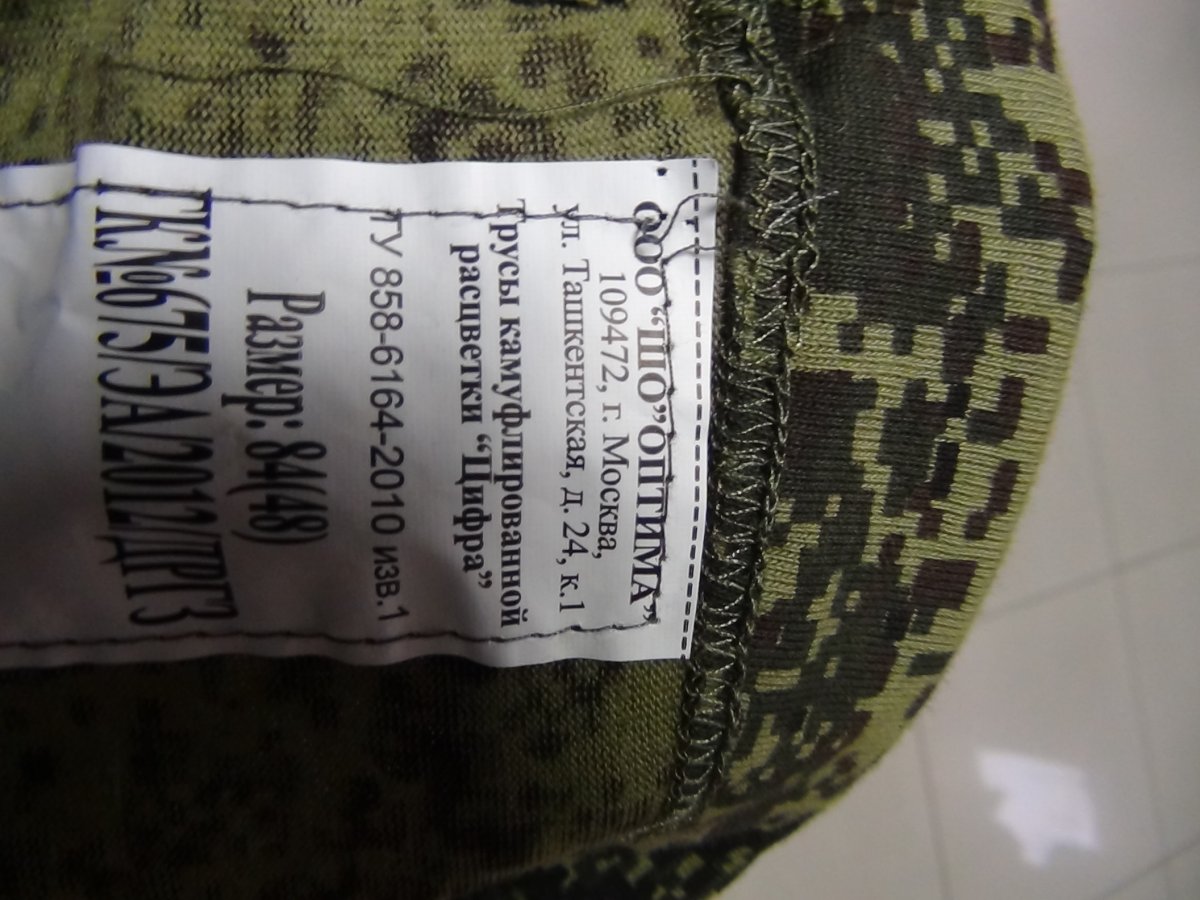 ООО “ШО”ОПТИМА”
109472, г. Москва,
ул. Ташкентская, д. 24, к.1
Трусы камуфлированной
расцветки “Цифра”
ТУ 858-6164-2010 изв.1
Размер: 84(48)
ГК№675/ЭА/2012/ДРГЗ